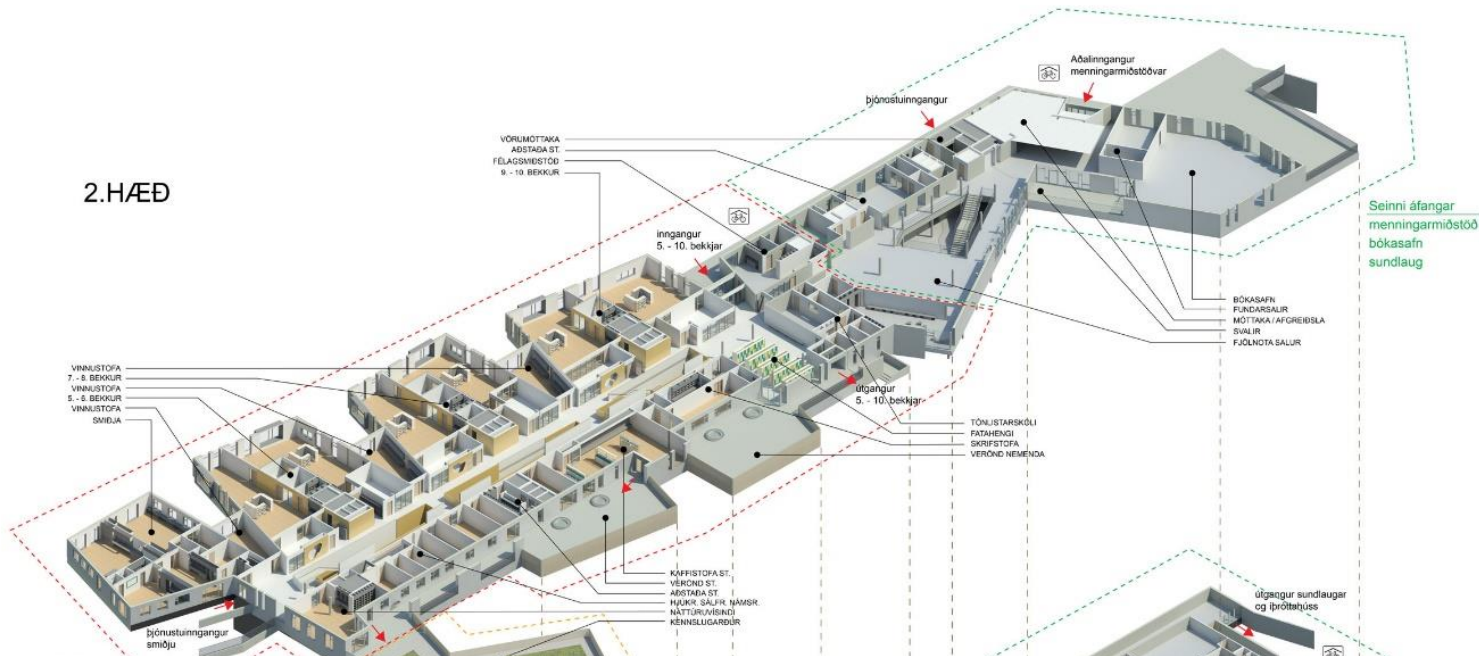 2.HÆÐ
Aðalinngangur
menningarmiðstöðvar
þjónustuinngangur
VÖRUMÓTTAKA
AÐSTAÐA ST.
FÉLAGSMIÐSTÖÐ
9. - 10. BEKKUR
inngangur
5. - 10. bekkjar
Seinni áfangar
menningarmiðstöð
bókasafn
sundlaug
BÓKASAFN
FUNDARSALIR
MÓTTAKA / AFGREIÐSLA
SVALIR
FJÖLNOTA SALUR
VINNUSTOFA
7. - 8. BEKKUR
VINNUSTOFA
5. - 6. BEKKUR
VINNUSTOFA
SMIÐJA
útgangur
5. - 10. bekkjar
TÓNLISTARSKÓLI
FATAHENGI
SKRIFSTOFA
VERÖND NEMENDA
KAFFISTOFA ST.
VERÖND ST.
AÐSTAÐA ST.
HJÚKR. SÁLFR. NÁMSR.
NÁTTÚRUVÍSINDI
KENNSLUGARÐUR
þjónustuinngangur
smiðju
útgangur sundlaugar
og íþróttahúss